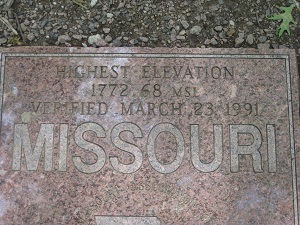 HIGHEST ELEVATION
1772.68 MSL
VERIFIED MARCH 23 1991
MISSOURI